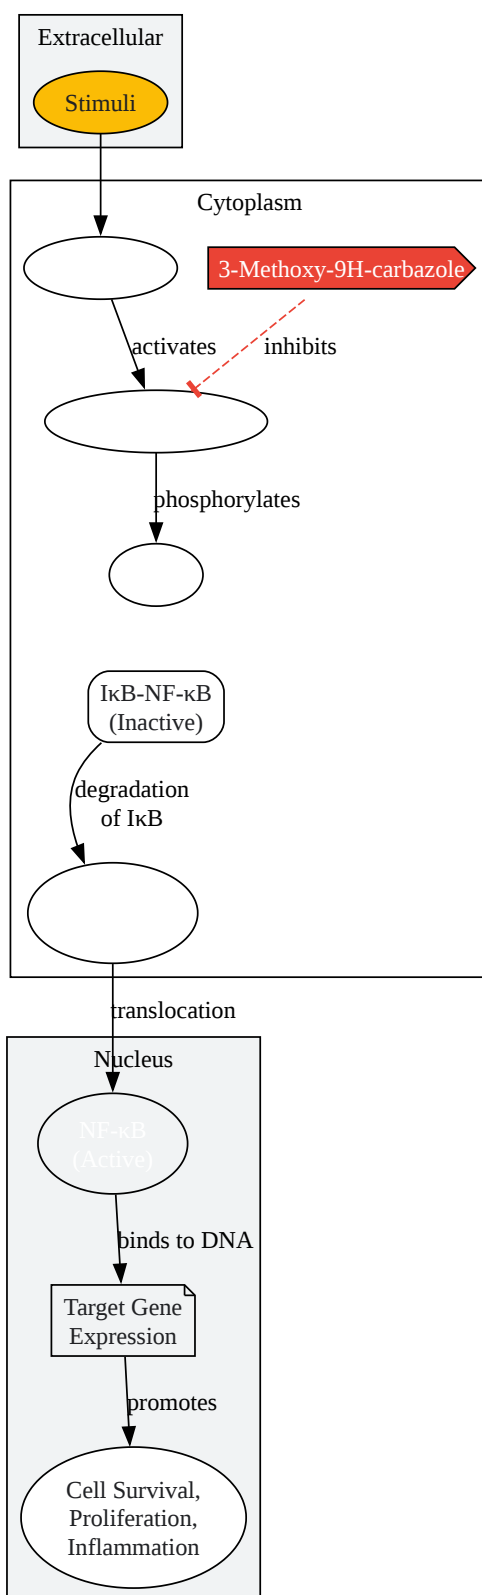 Extracellular
Stimuli
Cytoplasm
3-Methoxy-9H-carbazole
activates
inhibits
phosphorylates
IκB-NF-κB
(Inactive)
degradation
of IκB
translocation
Nucleus
NF-κB
(Active)
binds to DNA
Target Gene
Expression
promotes
Cell Survival,
Proliferation,
Inflammation